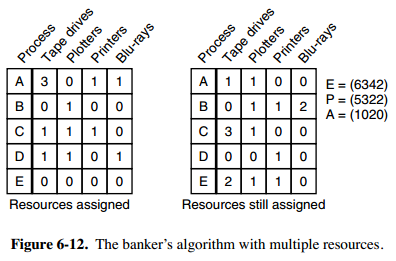 Process Tape drives Plotters Printers Blu-rays
A 3 0 1 1
B 0 1 0 0
C 1 1 1 0
D 1 1 0 1
E 0 0 0 0
Resources assigned
Process Tape drives Plotters Printers Blu-rays
A 1 1 0 0
B 0 1 1 2
C 3 1 0 0
D 0 0 1 0
E 2 1 1 0
Resources still assigned
E = (6342)
P = (5322)
A = (1020)
Figure 6-12. The banker's algorithm with multiple resources.